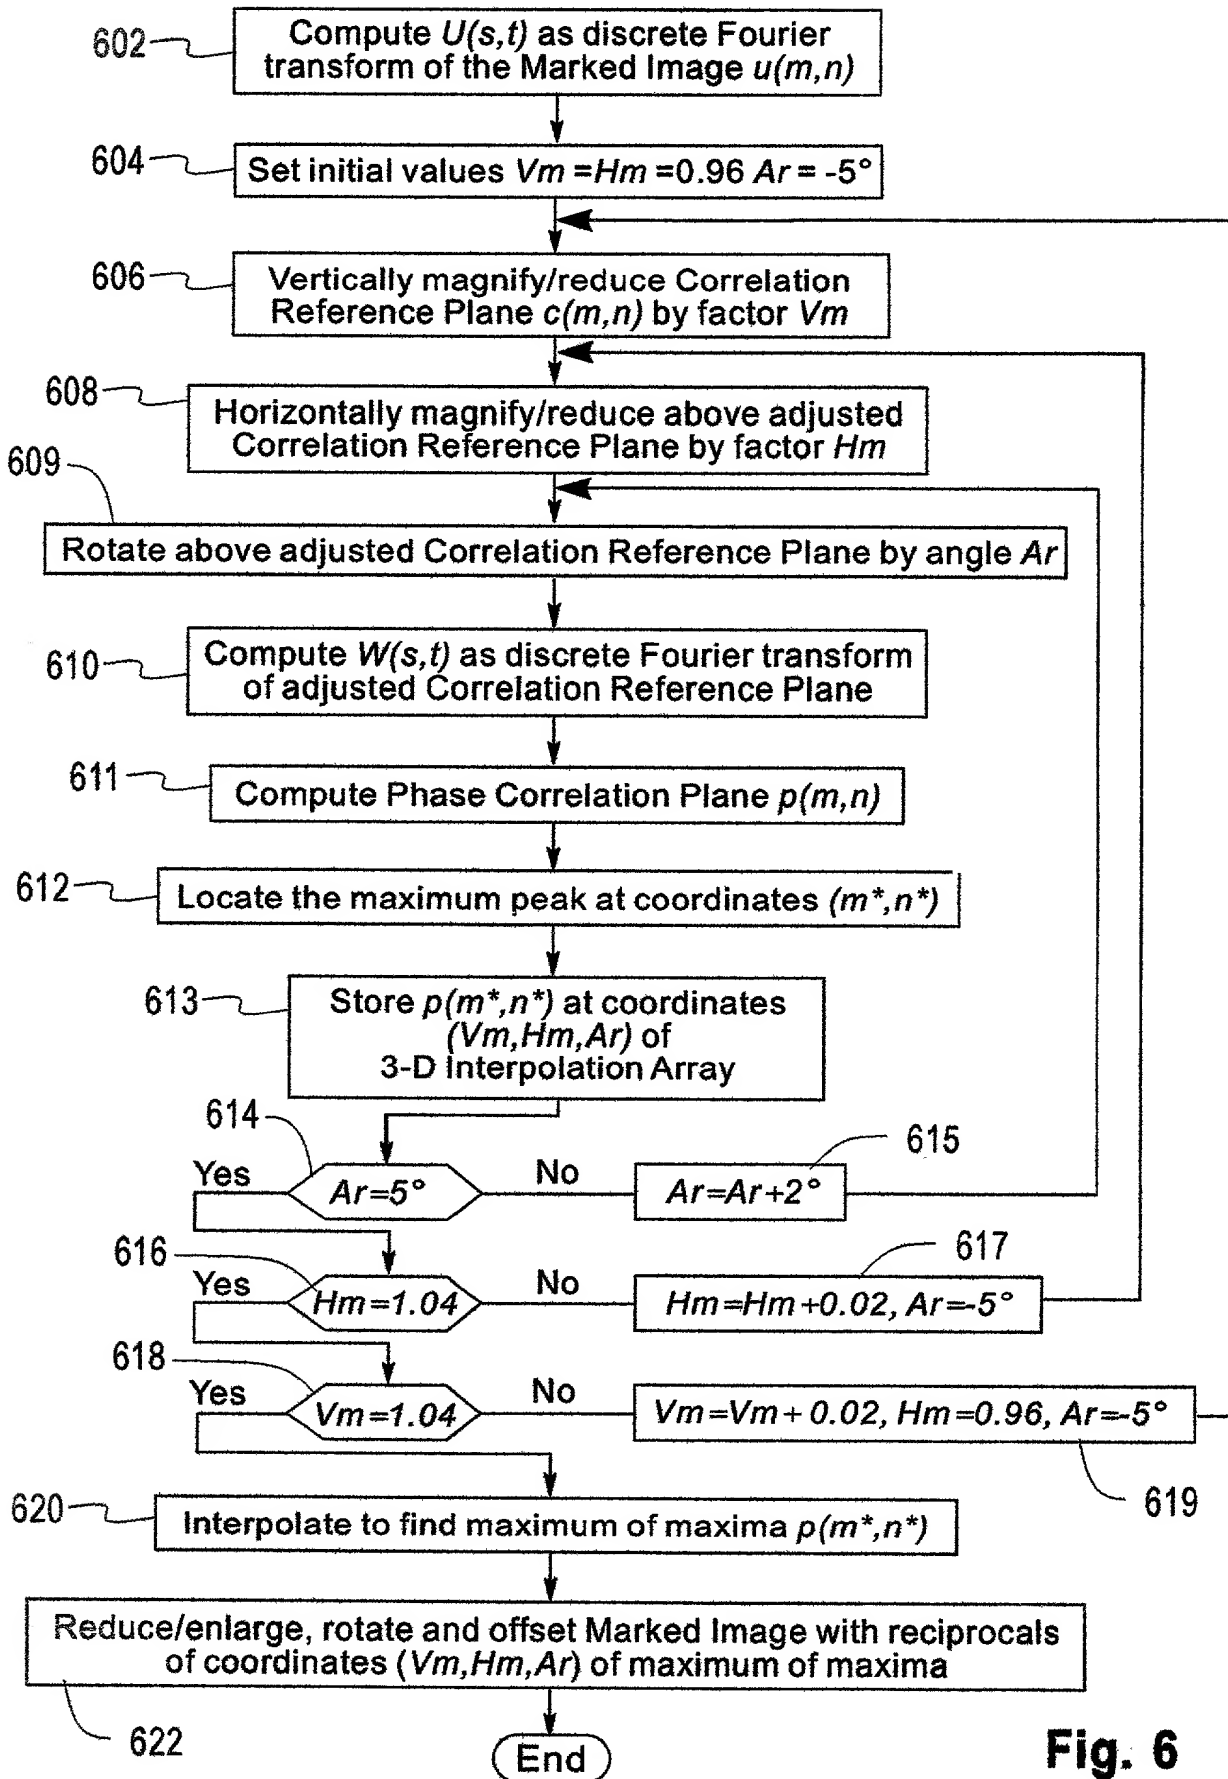 602
Compute U(s,t) as discrete Fourier
transform of the Marked Image u(m,n)
604
Set initial values Vm =Hm =0.96 Ar = -5°
606
Vertically magnify/reduce Correlation
Reference Plane c(m,n) by factor Vm
608
Horizontally magnify/reduce above adjusted
Correlation Reference Plane by factor Hm
609
Rotate above adjusted Correlation Reference Plane by angle Ar
610
Compute W(s,t) as discrete Fourier transform
of adjusted Correlation Reference Plane
611
Compute Phase Correlation Plane p(m,n)
612
Locate the maximum peak at coordinates (m*,n*)
613
Store p(m*,n*) at coordinates
(Vm,Hm,Ar) of
3-D Interpolation Array
614
Yes
Ar=5°
No
Ar=Ar+2°
615
616
Yes
Hm=1.04
No
Hm=Hm+0.02, Ar=-5°
617
618
Yes
Vm=1.04
No
Vm=Vm+ 0.02, Hm=0.96, Ar=-5°
619
620
Interpolate to find maximum of maxima p(m*,n*)
Reduce/enlarge, rotate and offset Marked Image with reciprocals
of coordinates (Vm,Hm,Ar) of maximum of maxima
622
End
Fig. 6